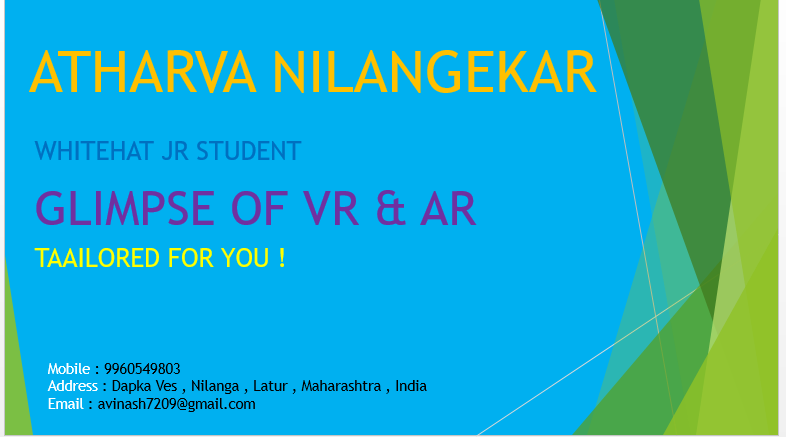 ATHARVA NILANGEKAR
WHITEHAT JR STUDENT
GLIMPSE OF VR & AR
TAAILORED FOR YOU !
Mobile : 9960549803
Address : Dapka Ves , Nilanga , Latur , Maharashtra , India
Email : avinash7209@gmail.com